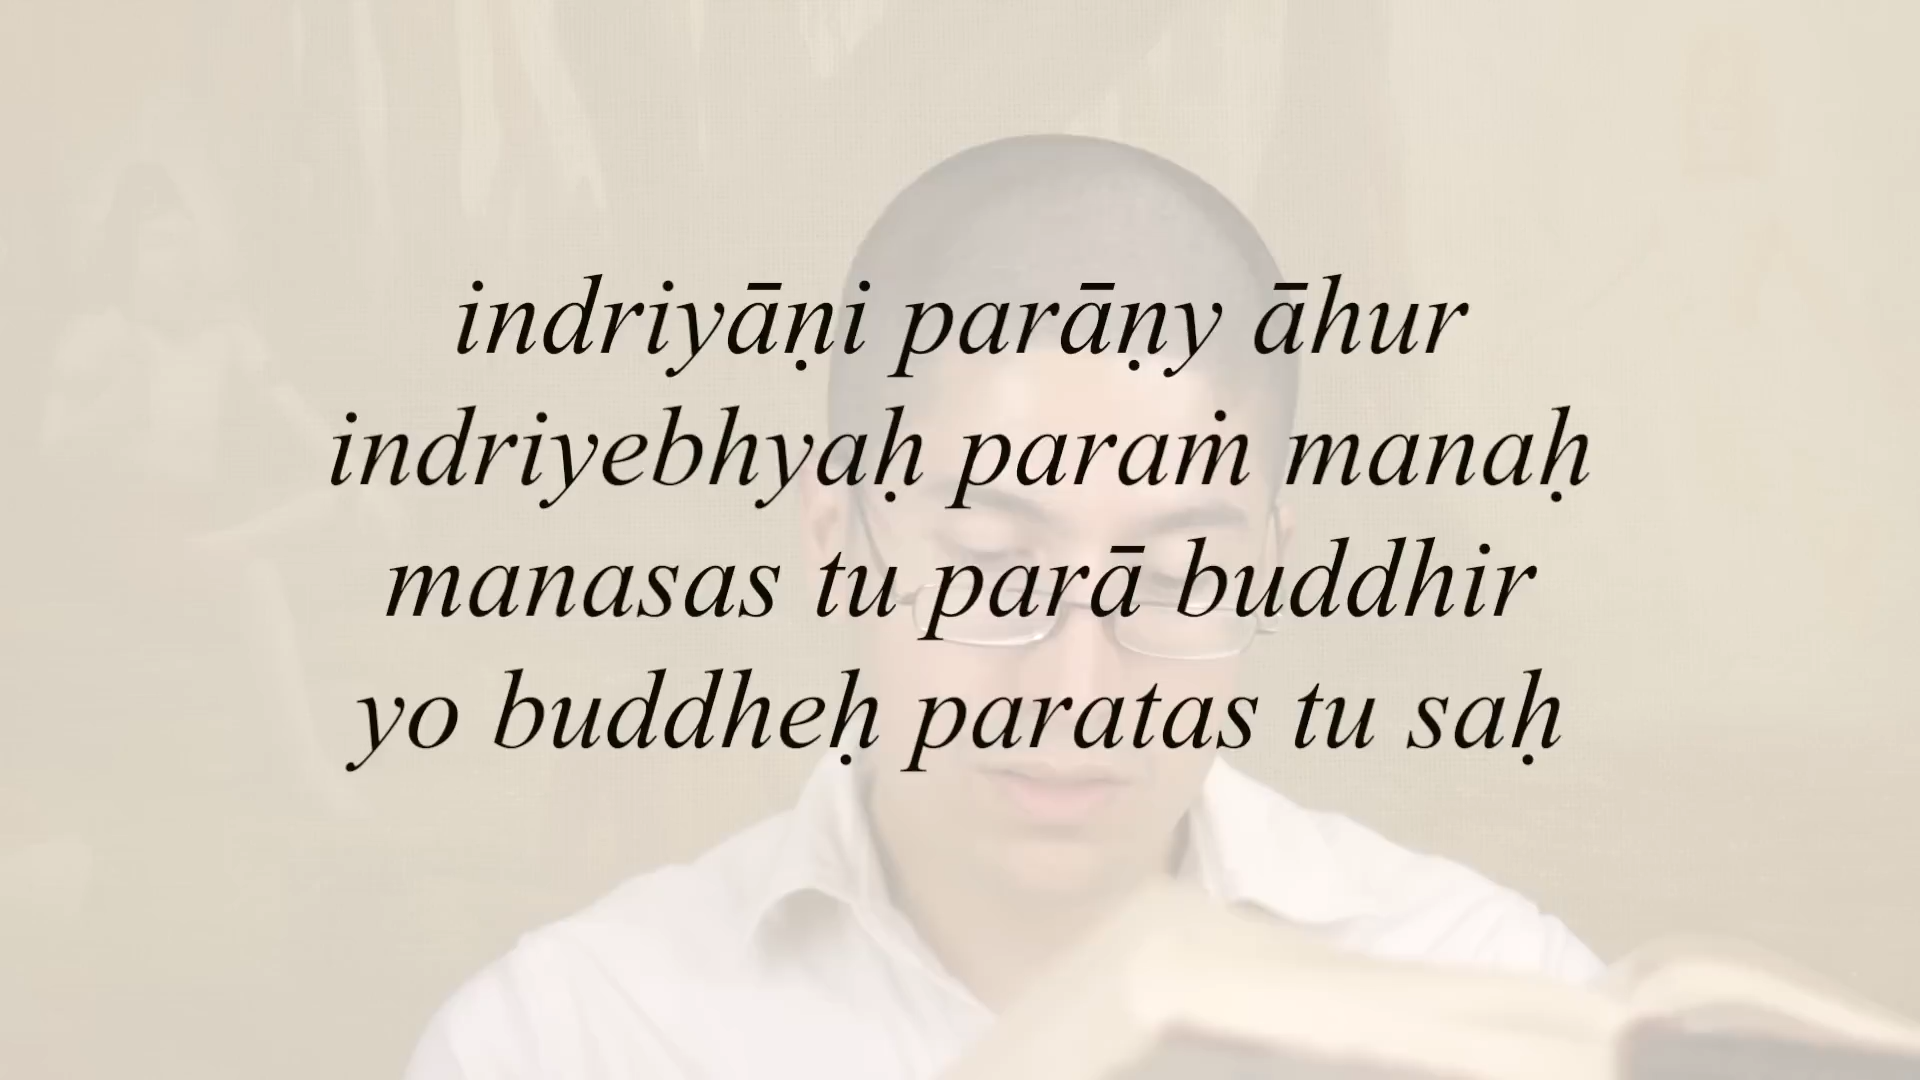 indriyāṇi parāṇy āhur
indriyebhyaḥ paraṁ manaḥ
manasas tu parā buddhir
yo buddheḥ paratas tu saḥ